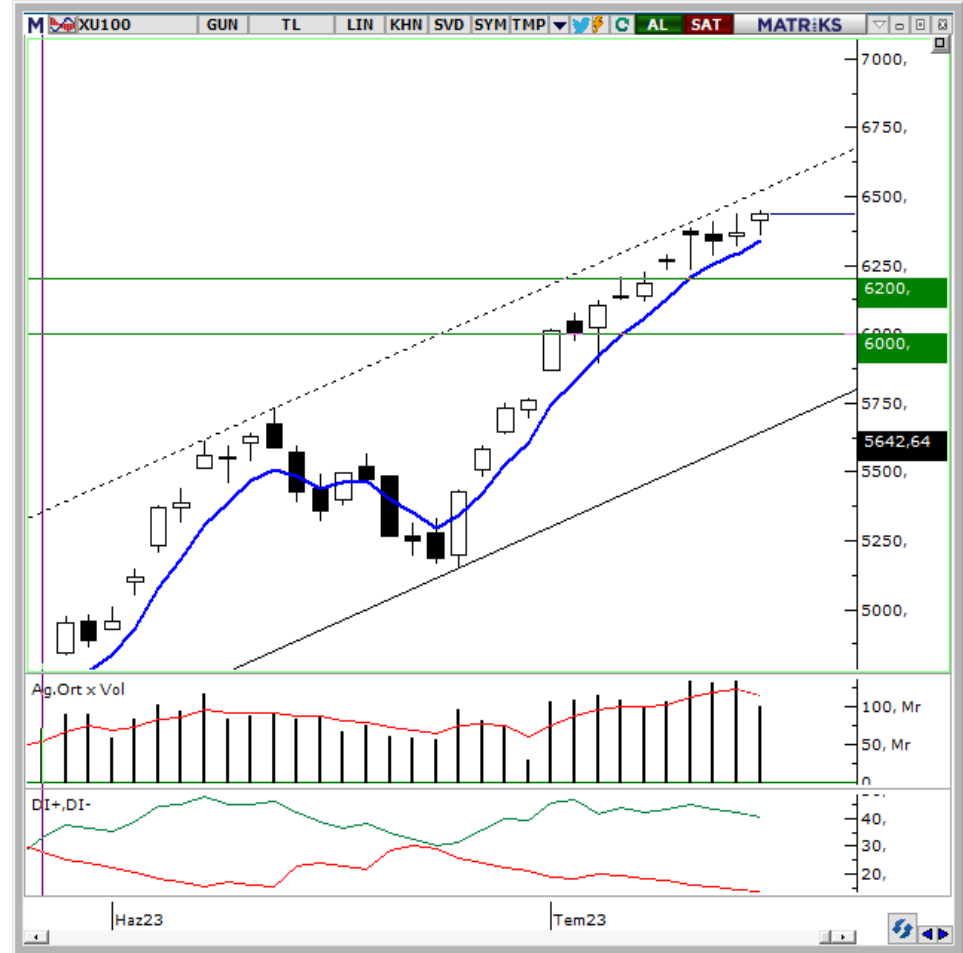 M XU100 GUN TL LIN KHN SVD SYM TMP AL SAT MATRiKS
7000,
6750,
6500,
6250,
6200,
6000,
6000,
5750,
5642,64
5500,
5250,
5000,
Ag.Ort x Vol
100, Mr
50, Mr
0
DI+,DI-
40,
30,
20,
Haz23 Tem23